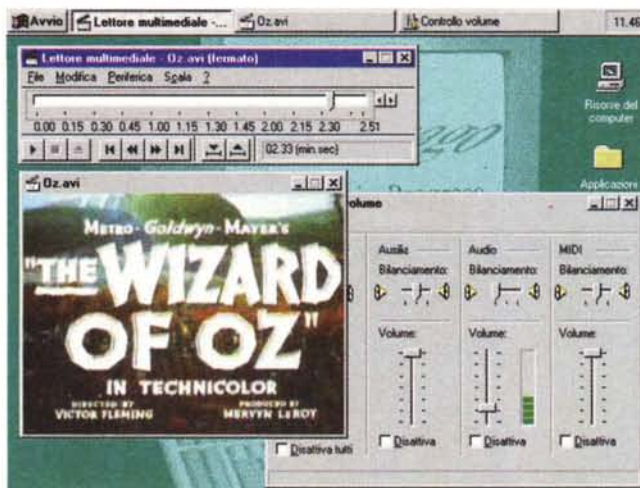 Avvio
Lettore multimediale -...
Oz.avi
Controllo volume
11.46
Lettore multimediale - Oz.avi (fermato)
File Modifica Periferica Scala ?
0.00 0.15 0.30 0.45 1.00 1.15 1.30 1.45 2.00 2.15 2.30 2.51
02.33 (min.sec)
Risorse del computer
Applicazioni
Oz.avi
METRO-Goldwyn-MAYER'S
"THE WIZARD
OF OZ"
IN TECHNICOLOR
DIRECTED BY
VICTOR FLEMING
PRODUCED BY
MERVYN LEROY
volume
Ausilia
Audio
MIDI
Bilanciamento:
Bilanciamento:
Bilanciamento:
Volume:
Volume:
Volume:
Disattiva tutti
Disattiva
Disattiva
Disattiva